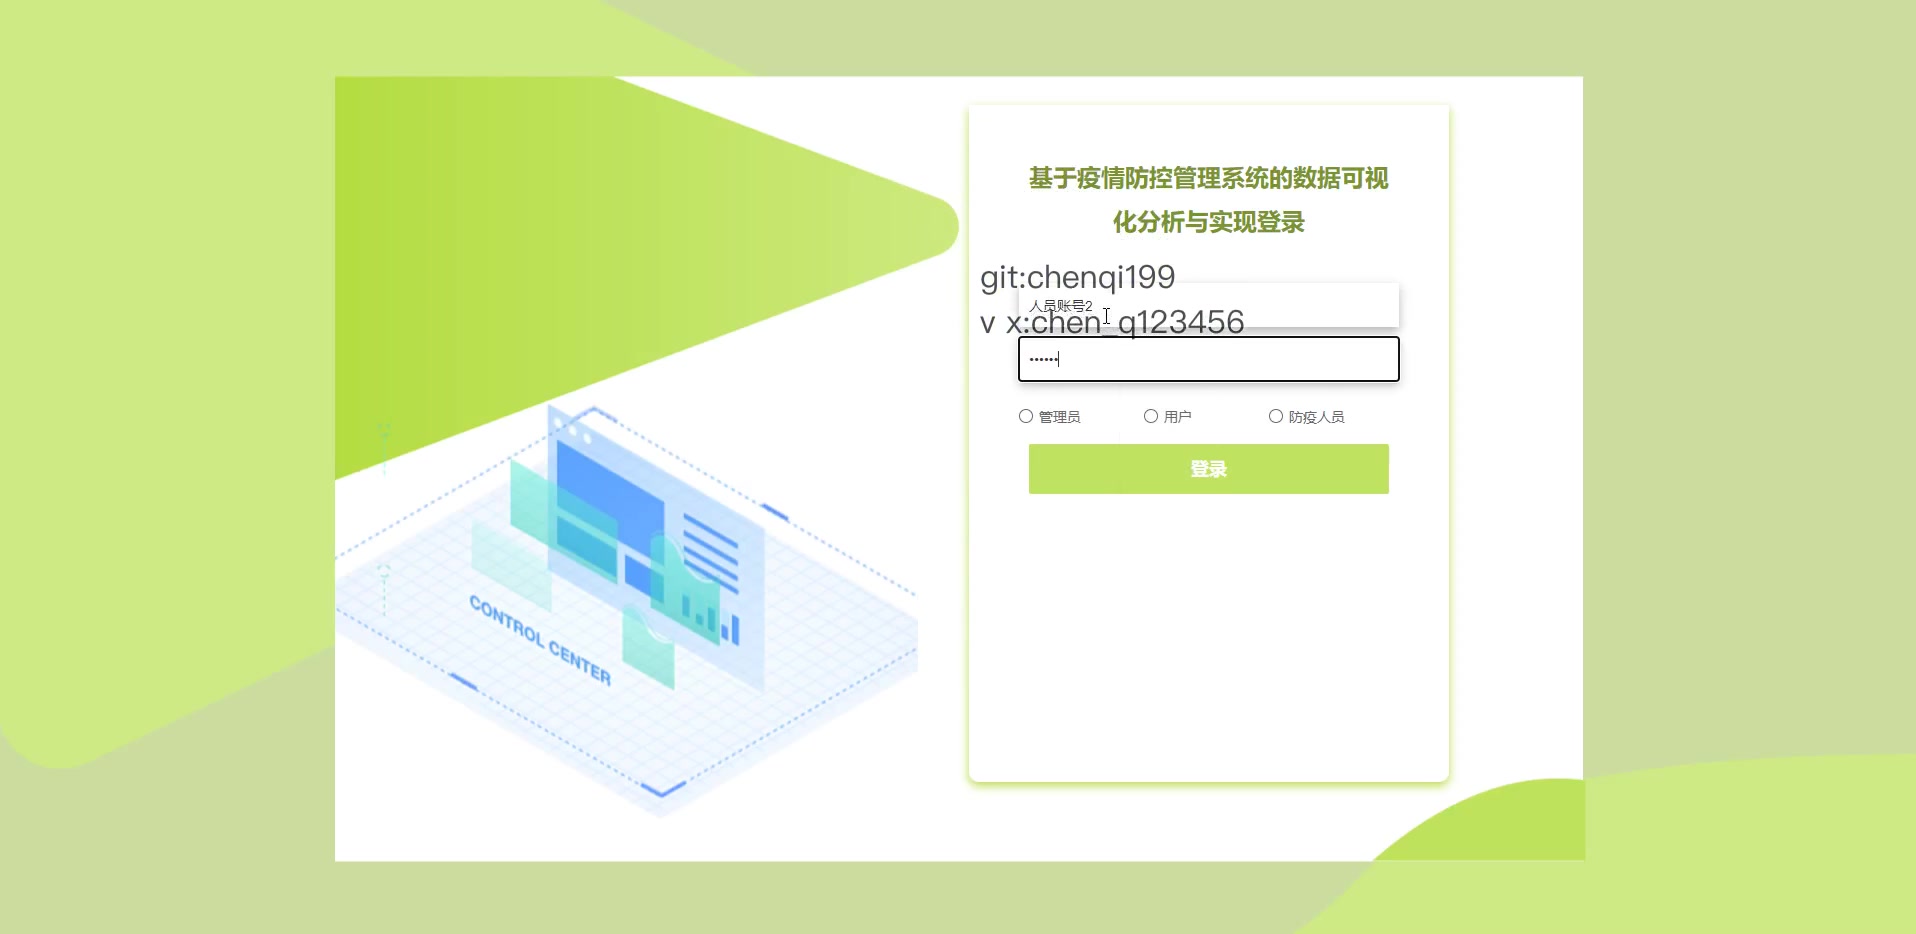 基于疫情防控管理系统的数据可视
化分析与实现登录
git:chenqi199
人员账号2
v x:chen_q123456
••••••
管理员 用户 防疫人员
登录
CONTROL CENTER